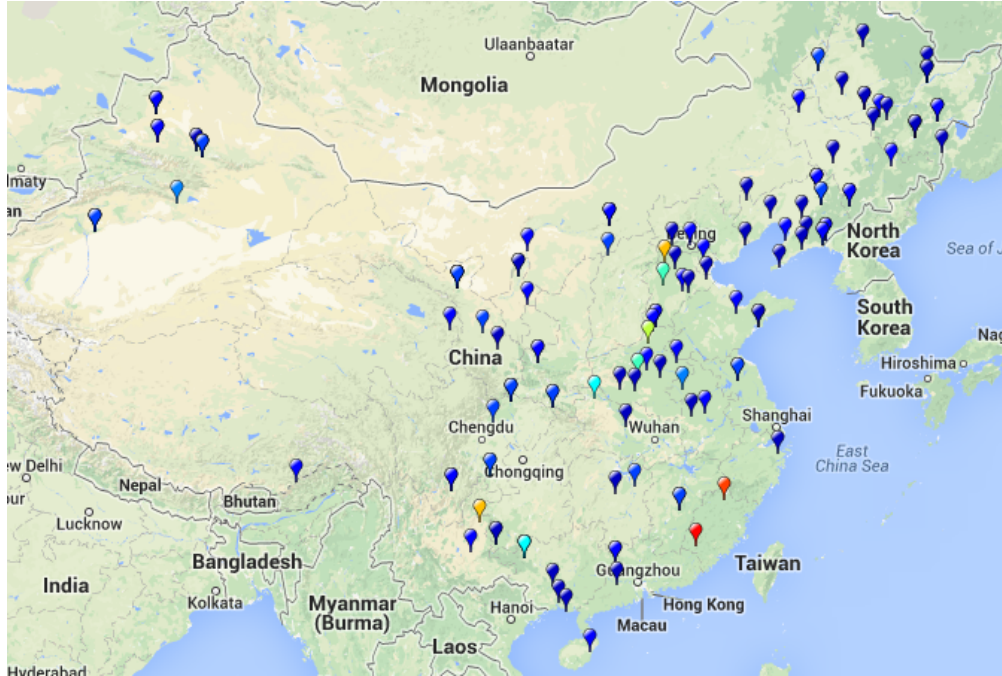 Ulaanbaatar
Mongolia
lmaty
an
eijing
North
Korea
Sea of J
South
Korea
Nag
Hiroshima
Fukuoka
China
Shanghai
Chengdu
Wuhan
East
China Sea
ew Delhi
Chongqing
Nepal
our
Bhutan
Lucknow
Bangladesh
Taiwan
India
Guangzhou
Kolkata
Myanmar
(Burma)
Hanoi
Hong Kong
Macau
Laos
Hyderabad